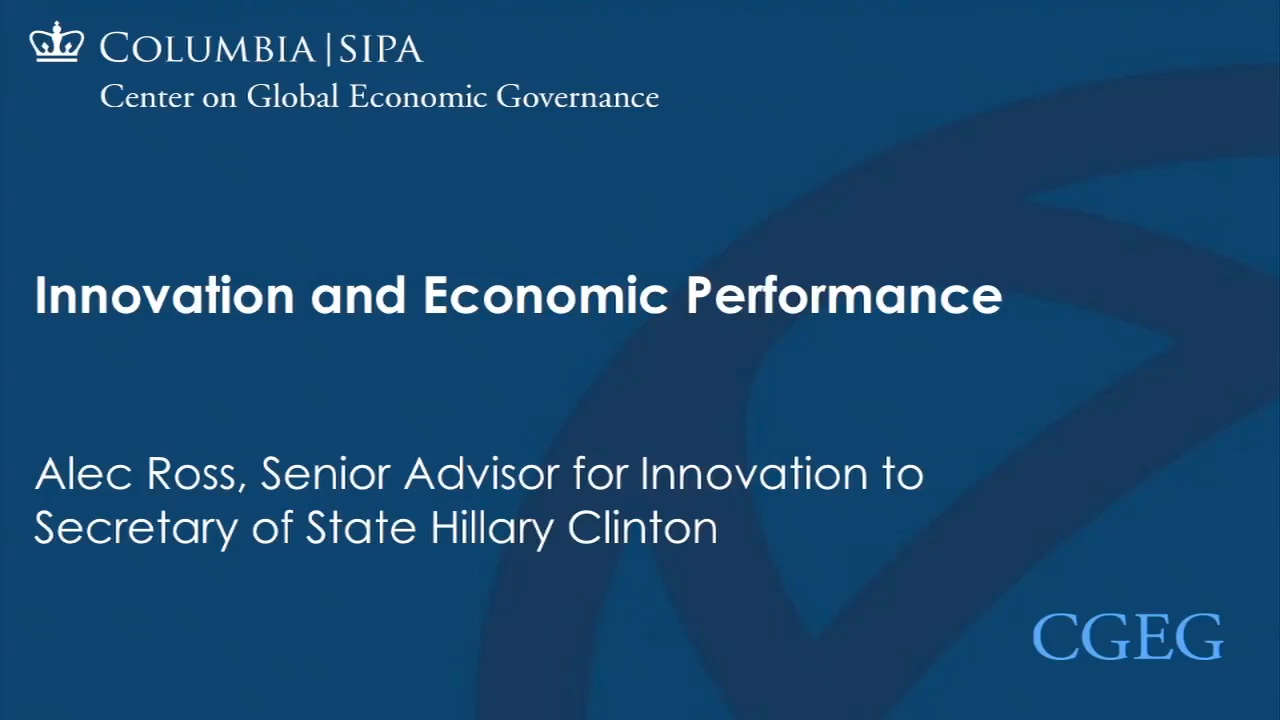 COLUMBIA | SIPA
Center on Global Economic Governance
Innovation and Economic Performance
Alec Ross, Senior Advisor for Innovation to
Secretary of State Hillary Clinton
CGEG